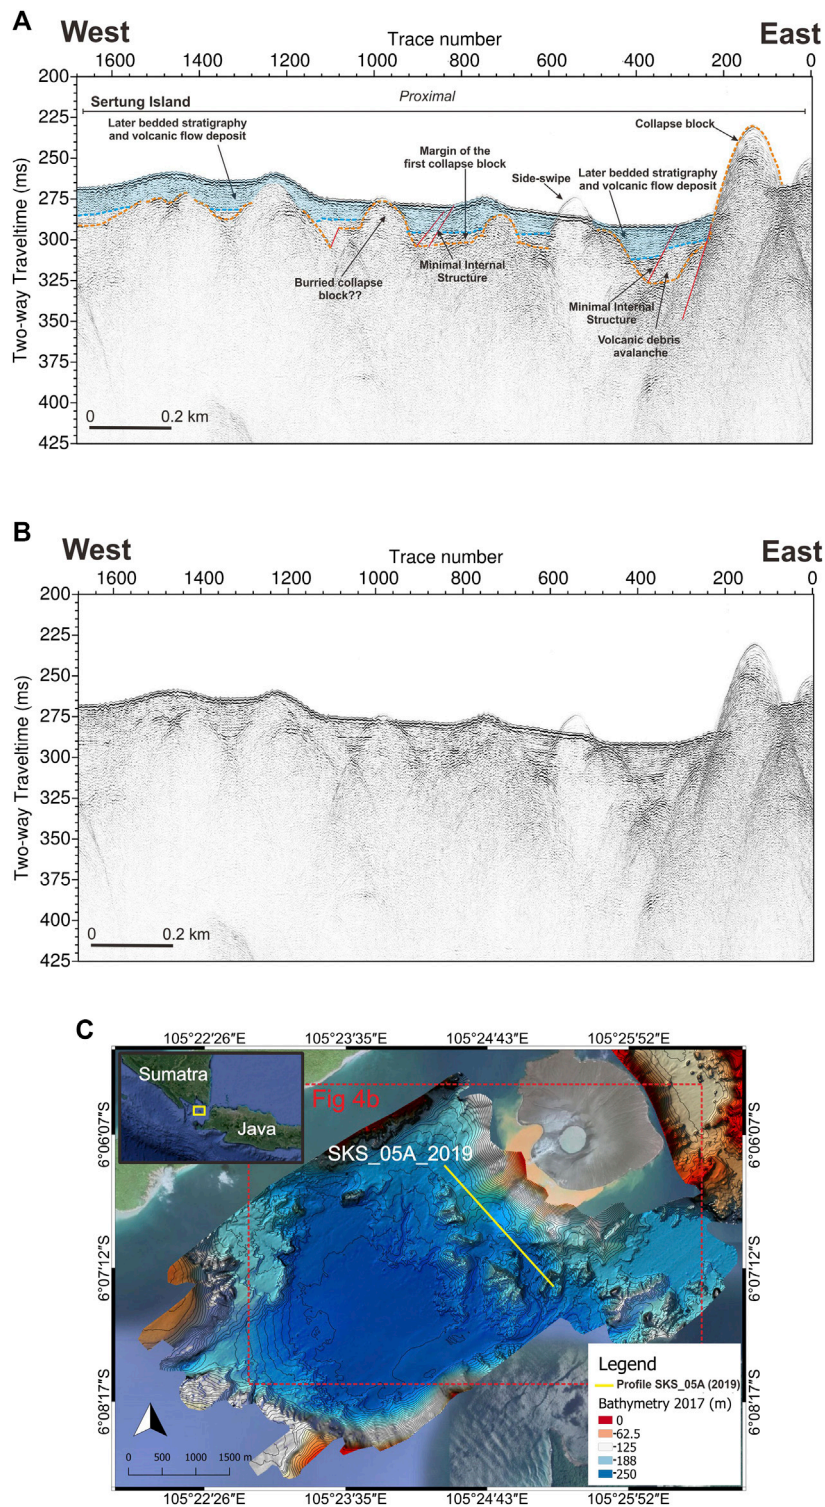 A
West
Trace number
East
1600 1400 1200 1000 800 600 400 200 0
Sertung Island
Proximal
Later bedded stratigraphy
and volcanic flow deposit
Margin of the
first collapse block
Side-swipe
Collapse block
Later bedded stratigraphy
and volcanic flow deposit
Burried collapse
block??
Minimal Internal
Structure
Minimal Internal
Structure
Volcanic debris
avalanche
Two-way Traveltime (ms)
200
225
250
275
300
325
350
375
400
425
0 0.2 km
B
West
Trace number
East
1600 1400 1200 1000 800 600 400 200 0
Two-way Traveltime (ms)
200
225
250
275
300
325
350
375
400
425
0 0.2 km
C
105°22'26"E 105°23'35"E 105°24'43"E 105°25'52"E
Sumatra
Java
Fig 4b
SKS_05A_2019
6°06'07"S 6°06'07"S
6°07'12"S 6°07'12"S
6°08'17"S 6°08'17"S
Legend
Profile SKS_05A (2019)
Bathymetry 2017 (m)
0
-62.5
-125
-188
-250
0 500 1000 1500 m
105°22'26"E 105°23'35"E 105°24'43"E 105°25'52"E